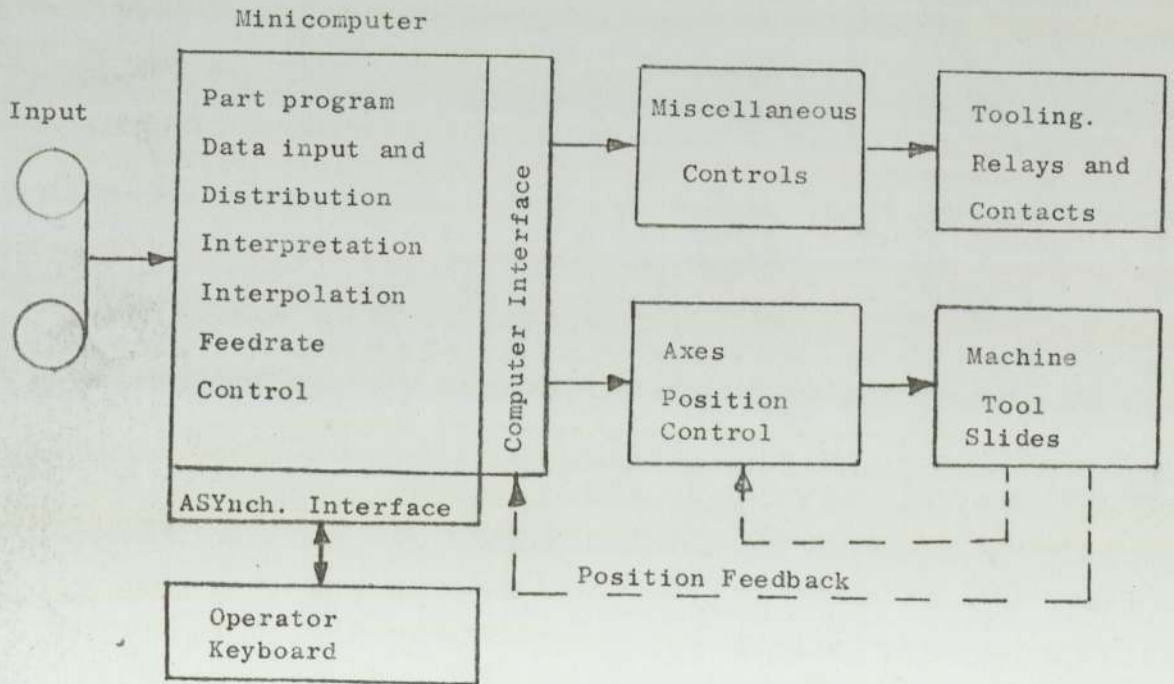 Minicomputer
Input
Part program
Data input and
Distribution
Interpretation
Interpolation
Feedrate
Control
Computer Interface
ASYnch. Interface
Operator
Keyboard
Miscellaneous
Controls
Tooling.
Relays and
Contacts
Axes
Position
Control
Machine
Tool
Slides
Position Feedback